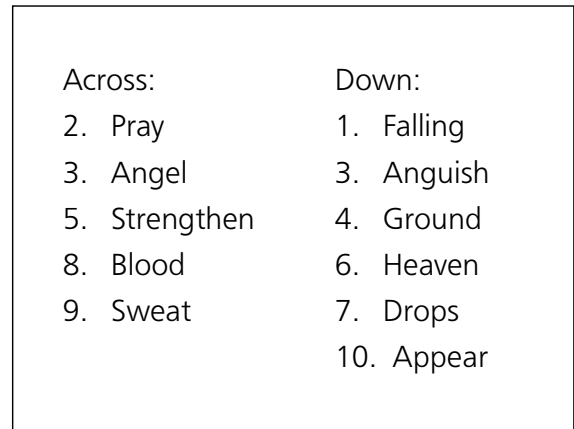 Across:
2. Pray
3. Angel
5. Strengthen
8. Blood
9. Sweat
Down:
1. Falling
3. Anguish
4. Ground
6. Heaven
7. Drops
10. Appear